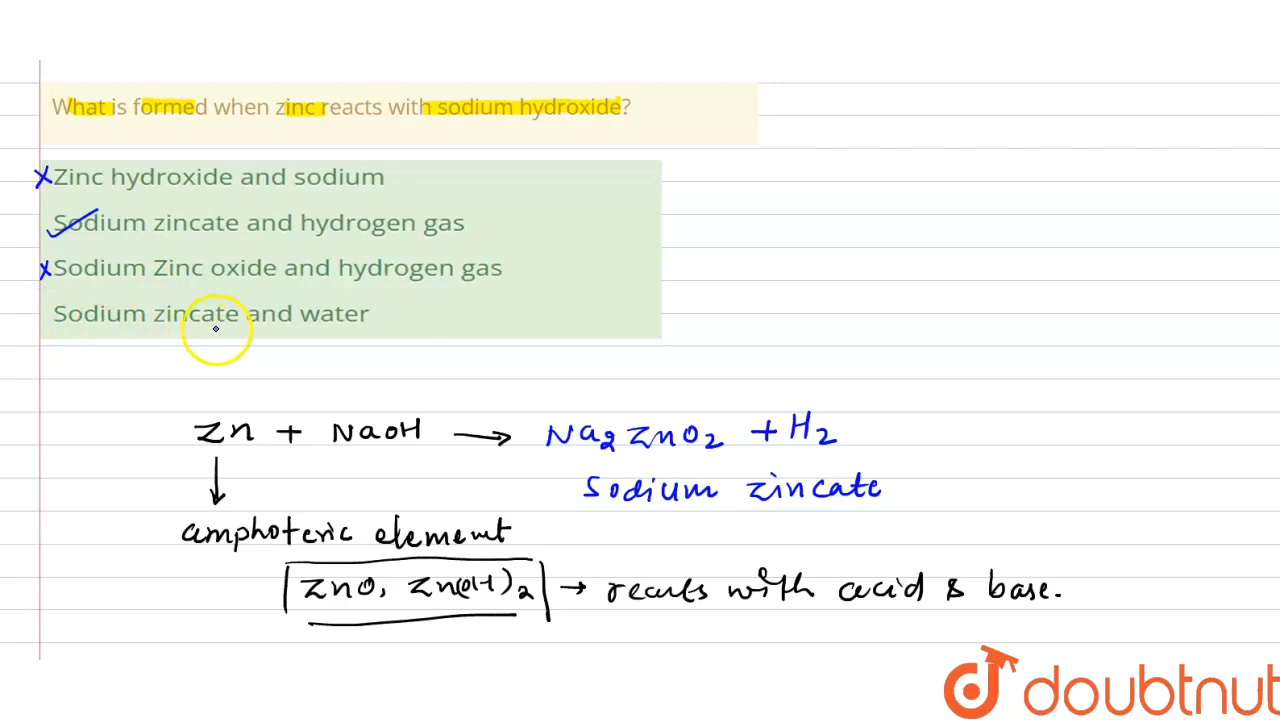 What is formed when zinc reacts with sodium hydroxide?
Zinc hydroxide and sodium
Sodium zincate and hydrogen gas
Sodium Zinc oxide and hydrogen gas
Sodium zincate and water
Zn + NaOH → Na₂ZnO₂ + H₂
Sodium zincate
amphoteric element
ZnO, Zn(OH)₂ → reacts with acid & base.
doubtnut